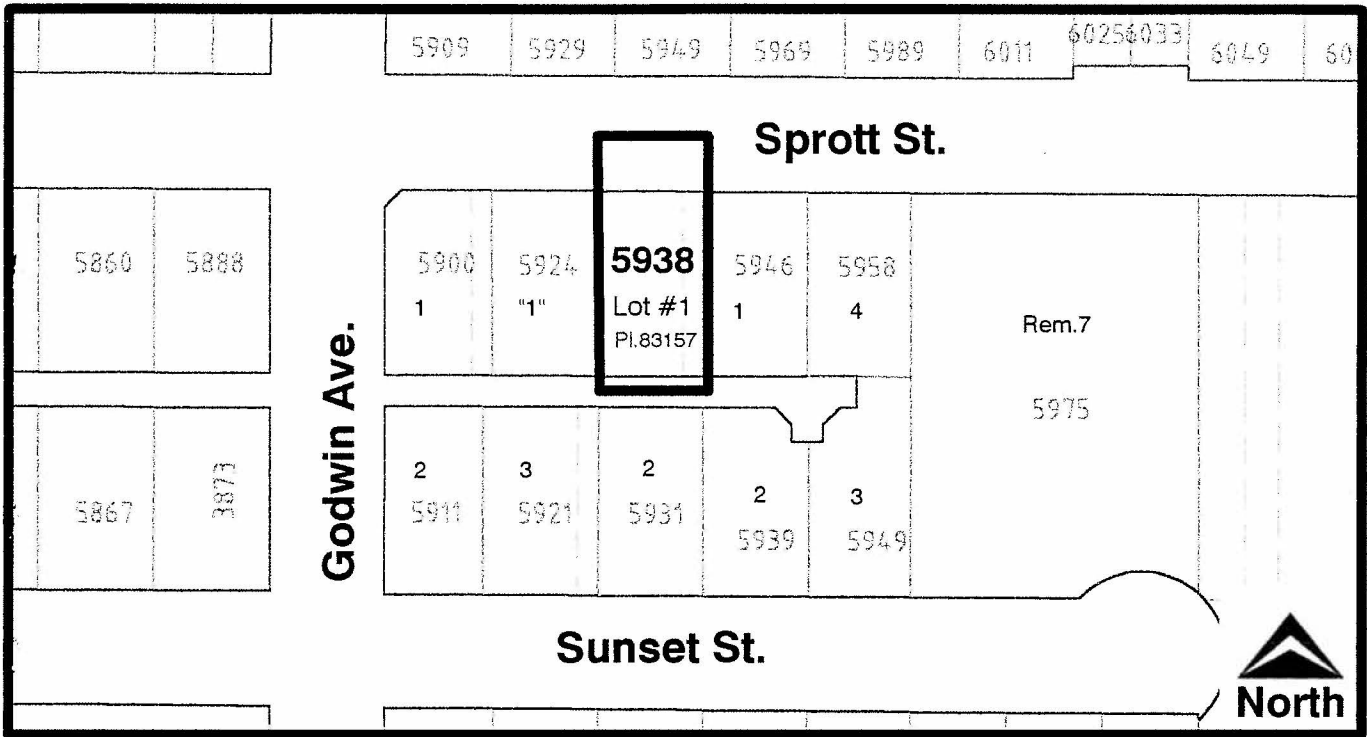 5909 5929 5949 5969 5989 6011 6025 6033 6049 60
Sprott St.
5860 5888 5900 5924 5938 5946 5958
1 "1" Lot #1 1 4 Rem.7
Pl.83157
5975
Godwin Ave.
2 3 2 2 3
5867 3873 5911 5921 5931 5939 5949
Sunset St.
North